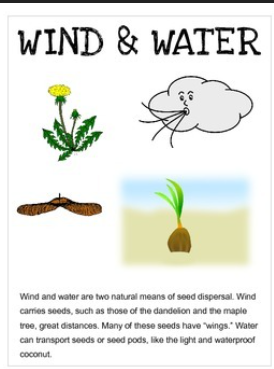 WIND & WATER
Wind and water are two natural means of seed dispersal. Wind
carries seeds, such as those of the dandelion and the maple
tree, great distances. Many of these seeds have "wings." Water
can transport seeds or seed pods, like the light and waterproof
coconut.